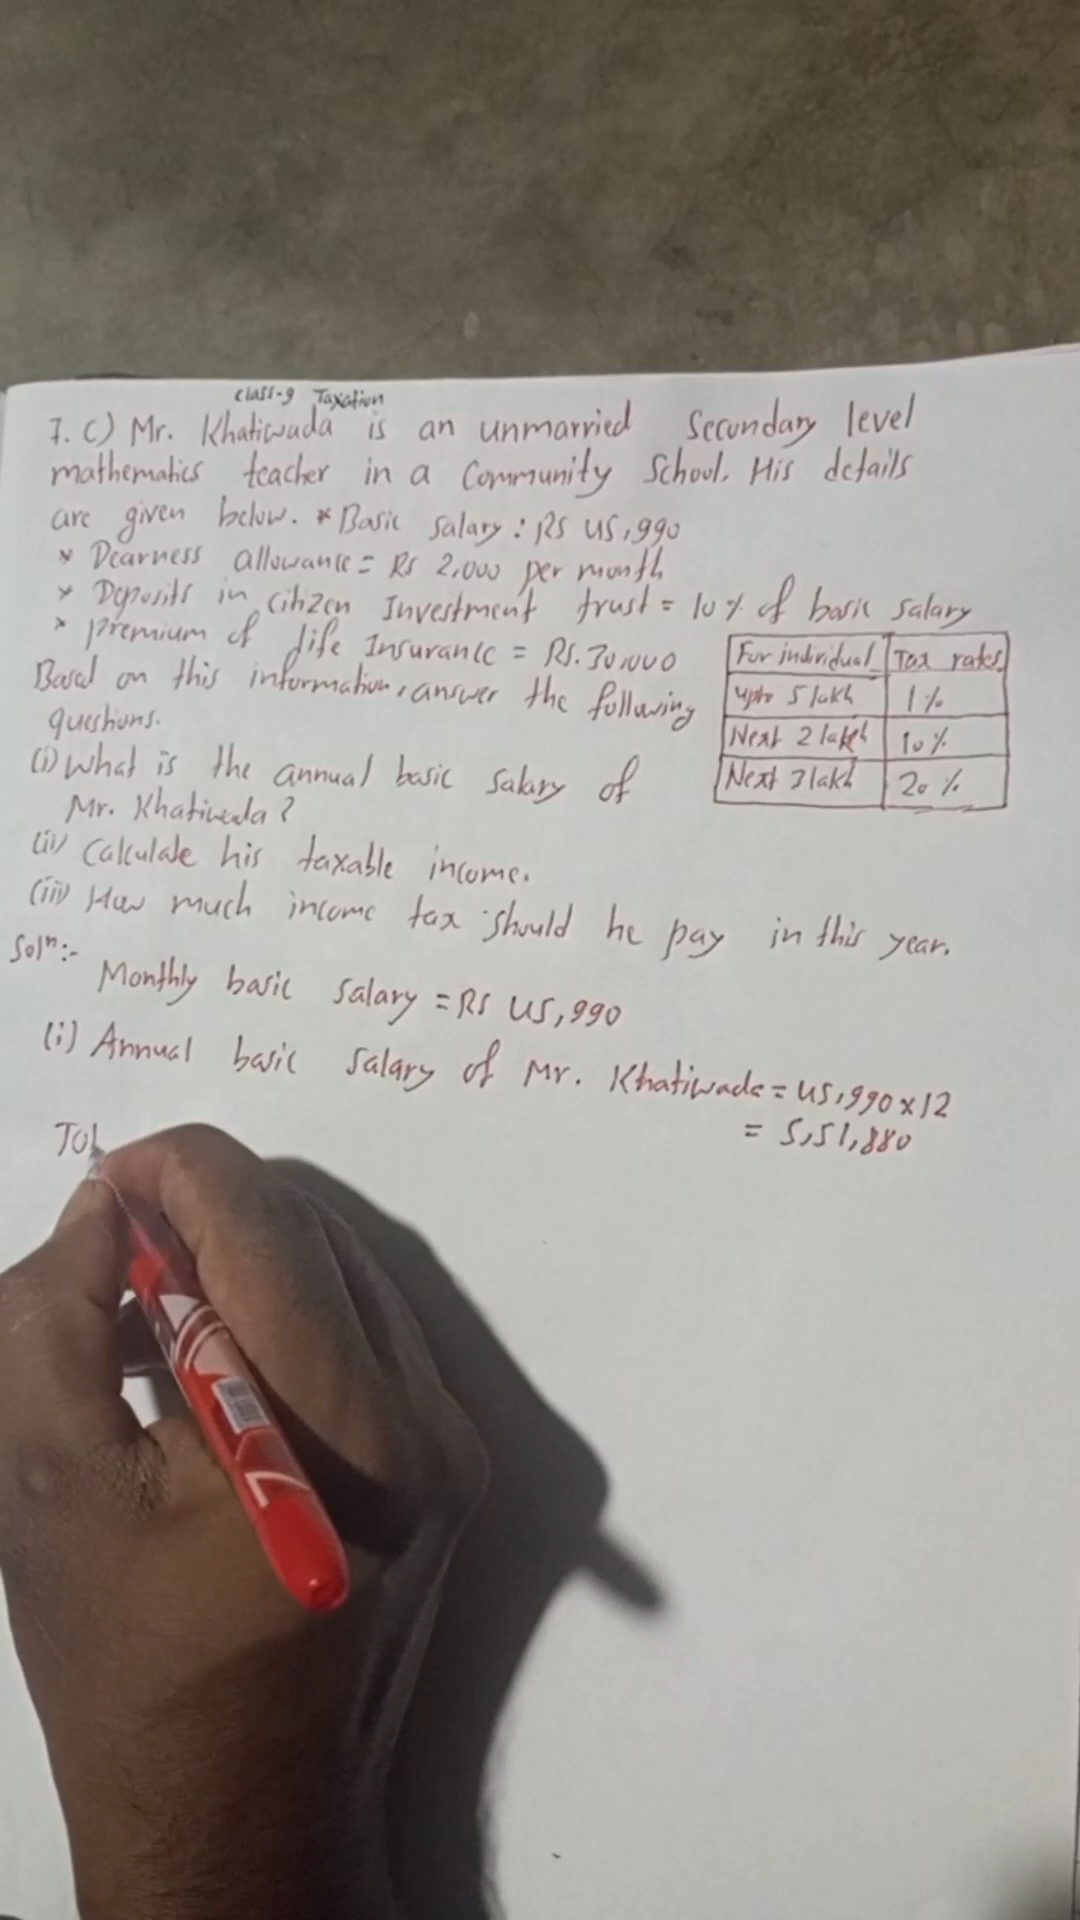 Class-9 Taxation
7. c) Mr. Khatiwada is an unmarried Secondary level
mathematics teacher in a Community School. His details
are given below. * Basic Salary : Rs 45,990
* Dearness allowance = Rs 2,000 per month
* Deposits in Citizen Investment trust = 10% of basic salary
* Premium of life Insurance = Rs. 30,000
For individual Tax rates
upto 5 lakh 1%
Next 2 lakh 10%
Next 3 lakh 20%
Based on this information, answer the following
questions.
(i) What is the annual basic salary of
Mr. Khatiwada?
(ii) Calculate his taxable income.
(iii) How much income tax should he pay in this year.
Solⁿ:-
Monthly basic salary = Rs 45,990
(i) Annual basic salary of Mr. Khatiwada = 45,990 x 12
= 5,51,880